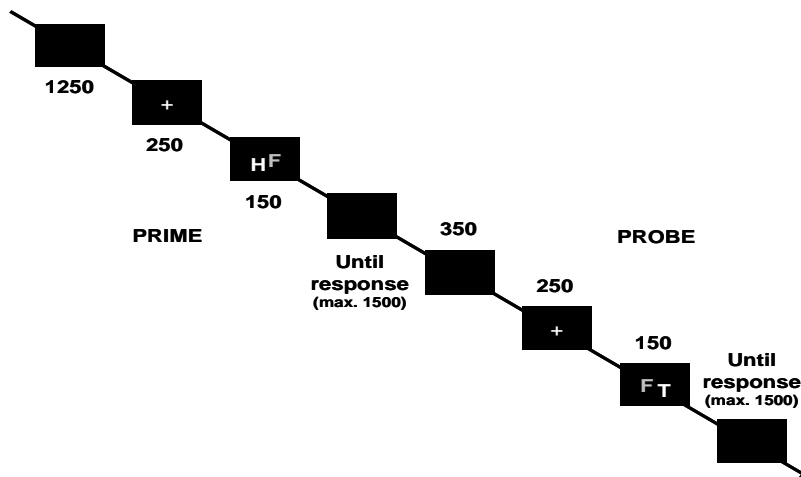 1250
+
250
HF
150
PRIME
Until
response
(max. 1500)
350
PROBE
250
+
150
FT
Until
response
(max. 1500)